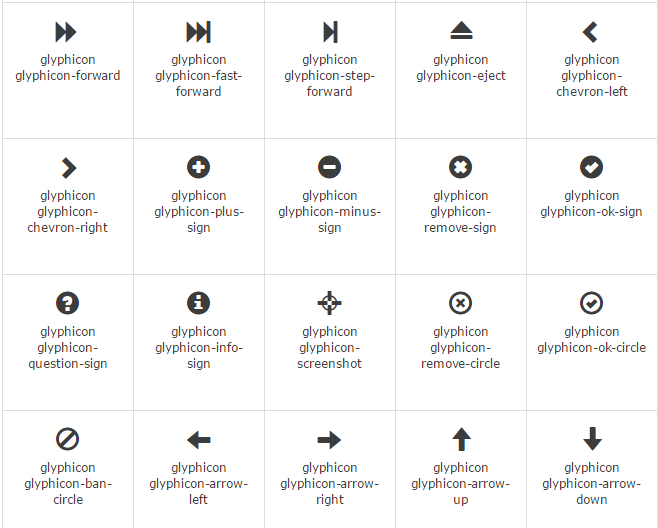 glyphicon
glyphicon-forward
glyphicon
glyphicon-fast-
forward
glyphicon
glyphicon-step-
forward
glyphicon
glyphicon-eject
glyphicon
glyphicon-
chevron-left
glyphicon
glyphicon-
chevron-right
glyphicon
glyphicon-plus-
sign
glyphicon
glyphicon-minus-
sign
glyphicon
glyphicon-
remove-sign
glyphicon
glyphicon-ok-sign
glyphicon
glyphicon-
question-sign
glyphicon
glyphicon-info-
sign
glyphicon
glyphicon-
screenshot
glyphicon
glyphicon-
remove-circle
glyphicon
glyphicon-ok-circle
glyphicon
glyphicon-ban-
circle
glyphicon
glyphicon-arrow-
left
glyphicon
glyphicon-arrow-
right
glyphicon
glyphicon-arrow-
up
glyphicon
glyphicon-arrow-
down